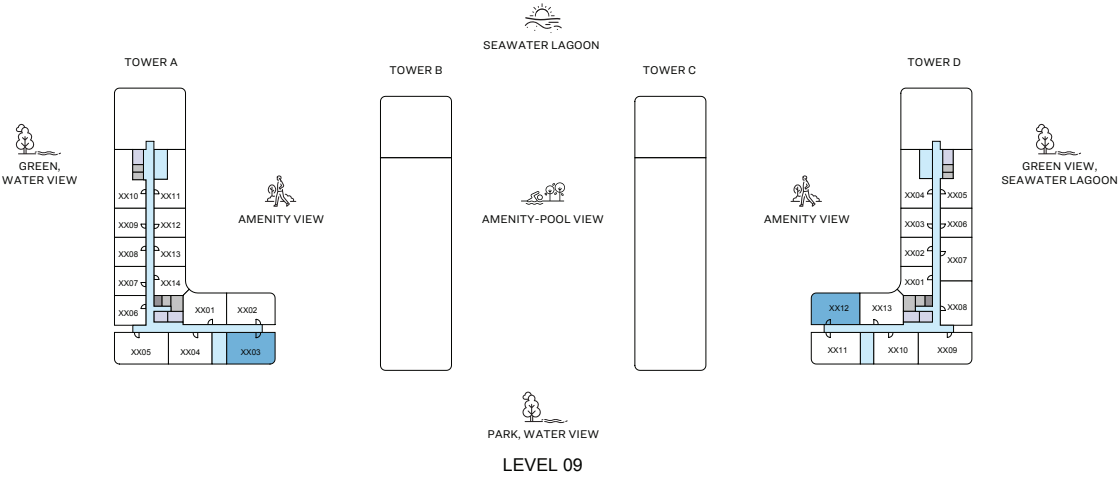 SEAWATER LAGOON
TOWER A
TOWER B
TOWER C
TOWER D
GREEN,
WATER VIEW
AMENITY VIEW
AMENITY-POOL VIEW
AMENITY VIEW
GREEN VIEW,
SEAWATER LAGOON
XX10 XX11
XX09 XX12
XX08 XX13
XX07 XX14
XX06 XX01 XX02
XX05 XX04 XX03
XX04 XX05
XX03 XX06
XX02 XX07
XX01
XX12 XX13 XX08
XX11 XX10 XX09
PARK, WATER VIEW
LEVEL 09